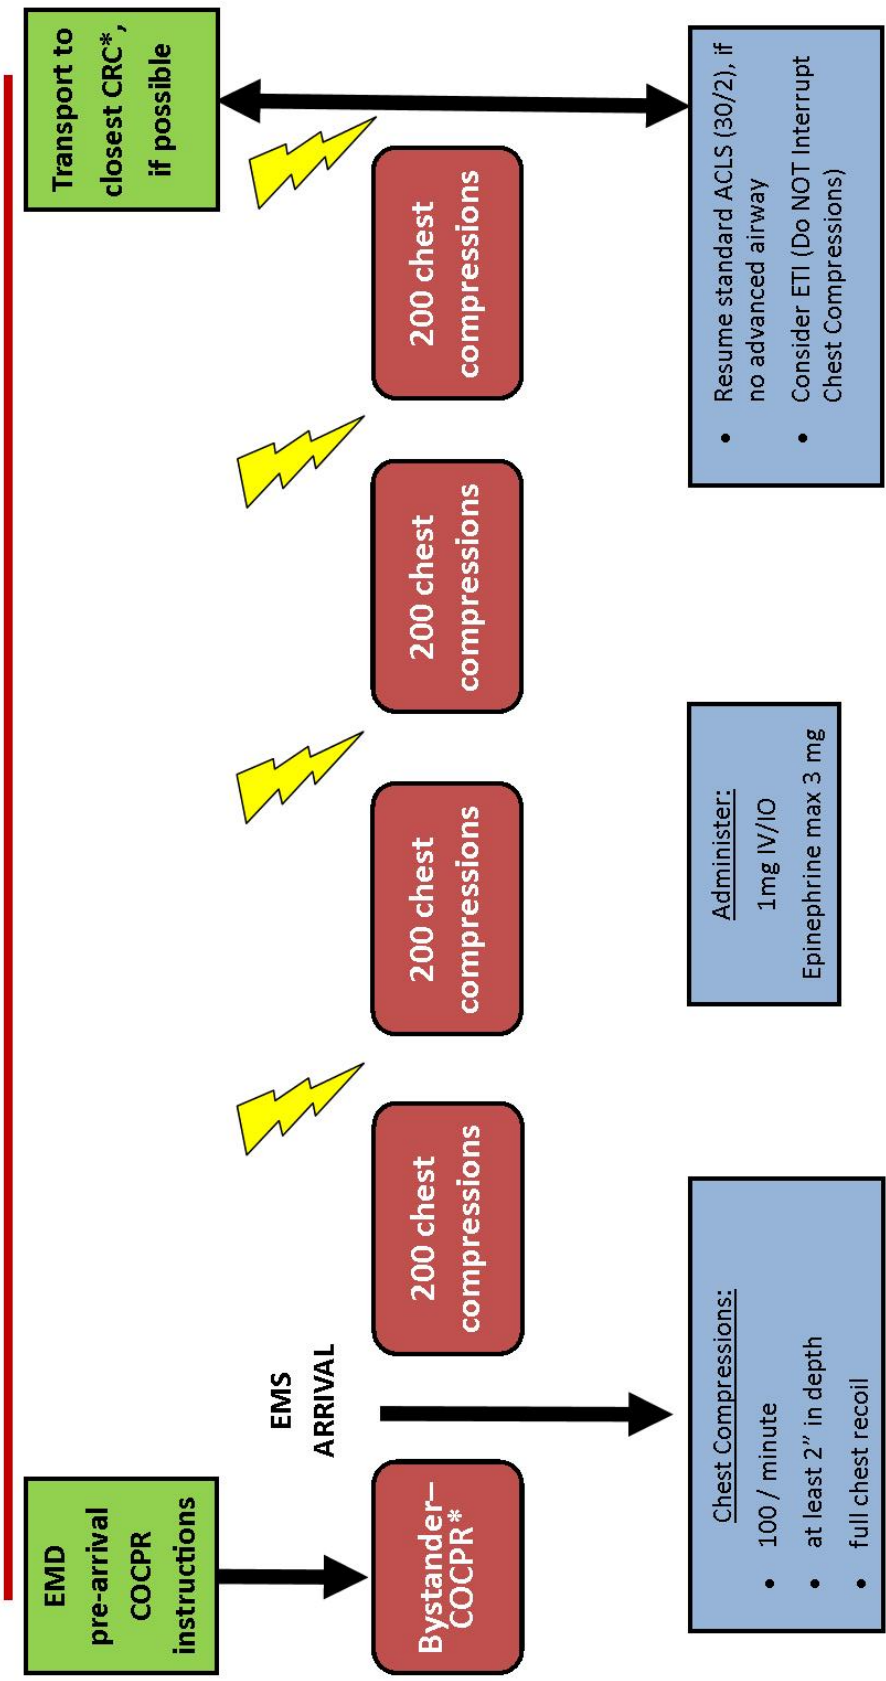 EMD
pre-arrival
COCPR
instructions
Transport to
closest CRC*,
if possible
EMS
ARRIVAL
Bystander–
COCPR*
200 chest
compressions
200 chest
compressions
200 chest
compressions
200 chest
compressions
Chest Compressions:
• 100 / minute
• at least 2” in depth
• full chest recoil
Administer:
1mg IV/IO
Epinephrine max 3 mg
• Resume standard ACLS (30/2), if
no advanced airway
• Consider ETI (Do NOT Interrupt
Chest Compressions)